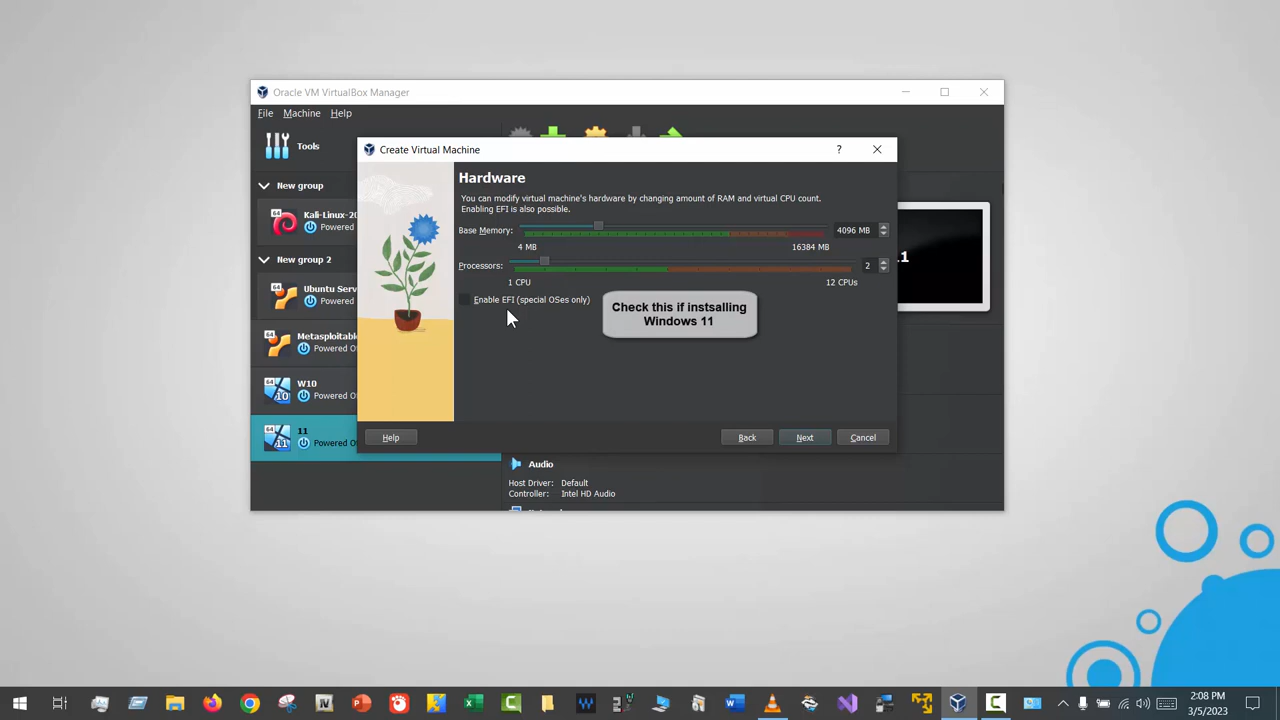 Oracle VM VirtualBox Manager
File Machine Help
Tools
New group
Kali-Linux-20
Powered
New group 2
Ubuntu Serv
Powered
Metasploitable
Powered Of
W10
Powered Of
11
Powered Of
Create Virtual Machine
Hardware
You can modify virtual machine's hardware by changing amount of RAM and virtual CPU count.
Enabling EFI is also possible.
Base Memory: 4096 MB
4 MB 16384 MB
Processors: 2
1 CPU 12 CPUs
Enable EFI (special OSes only)
Check this if instsalling
Windows 11
Help Back Next Cancel
Audio
Host Driver: Default
Controller: Intel HD Audio
2:08 PM
3/5/2023